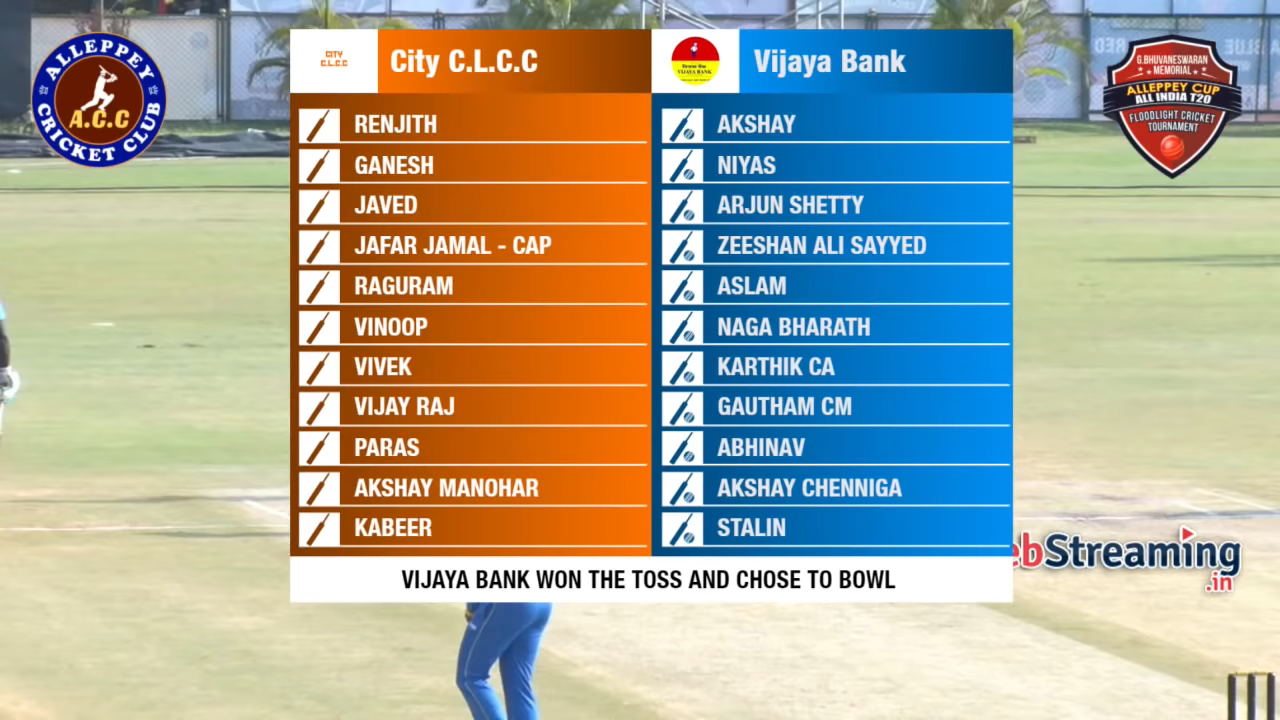 ALLEPPEY
A.C.C
CRICKET CLUB
CITY
C.L.C.C
City C.L.C.C
VIJAYA BANK
Vijaya Bank
G.BHUVANESWARAN
MEMORIAL
ALLEPPEY CUP
ALL INDIA T20
FLOODLIGHT CRICKET
TOURNAMENT
RENJITH
GANESH
JAVED
JAFAR JAMAL - CAP
RAGURAM
VINOOP
VIVEK
VIJAY RAJ
PARAS
AKSHAY MANOHAR
KABEER
AKSHAY
NIYAS
ARJUN SHETTY
ZEESHAN ALI SAYYED
ASLAM
NAGA BHARATH
KARTHIK CA
GAUTHAM CM
ABHINAV
AKSHAY CHENNIGA
STALIN
VIJAYA BANK WON THE TOSS AND CHOSE TO BOWL
ebStreaming
.in